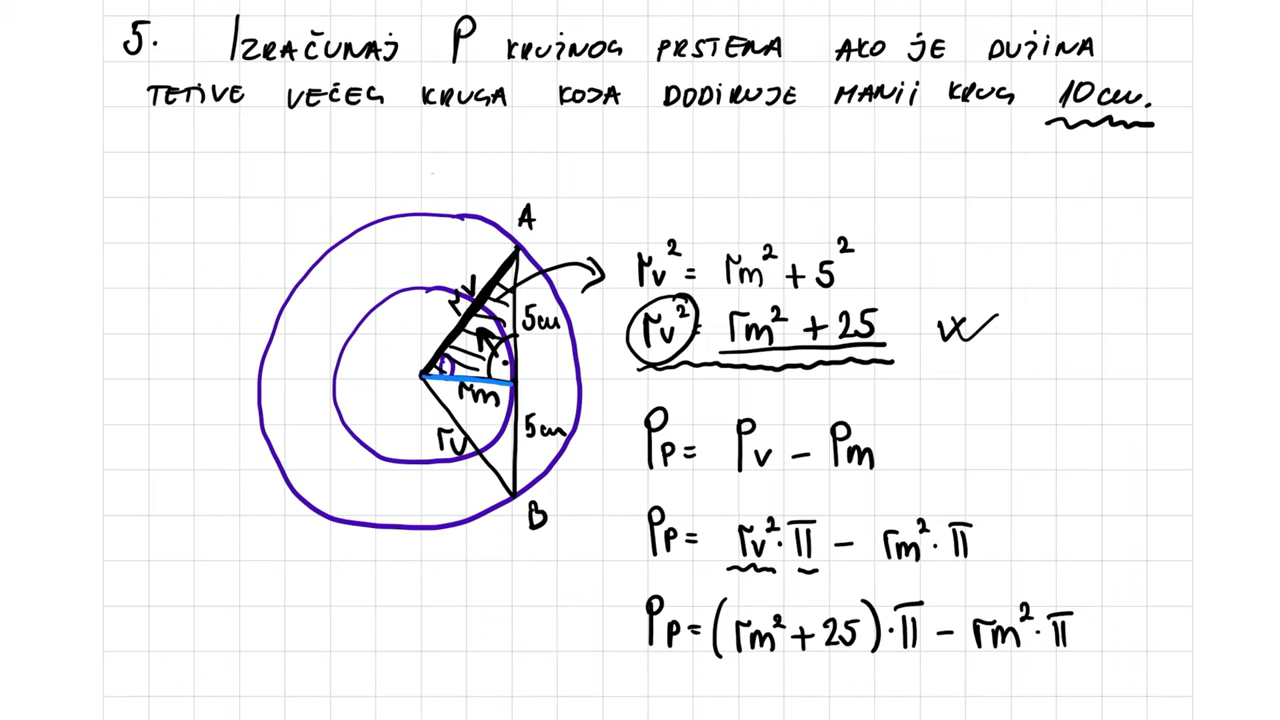 5. IZRAČUNAJ P KRUŽNOG PRSTENA AKO JE DUŽINA
TETIVE VEĆEG KRUGA KOJA DODIRUJE MANJI KRUG 10cm.
A
rv
5cm
rm
rv
5cm
B
rv² = rm² + 5²
rv² = rm² + 25
Pp = Pv - Pm
Pp = rv² · π - rm² · π
Pp = (rm² + 25) · π - rm² · π